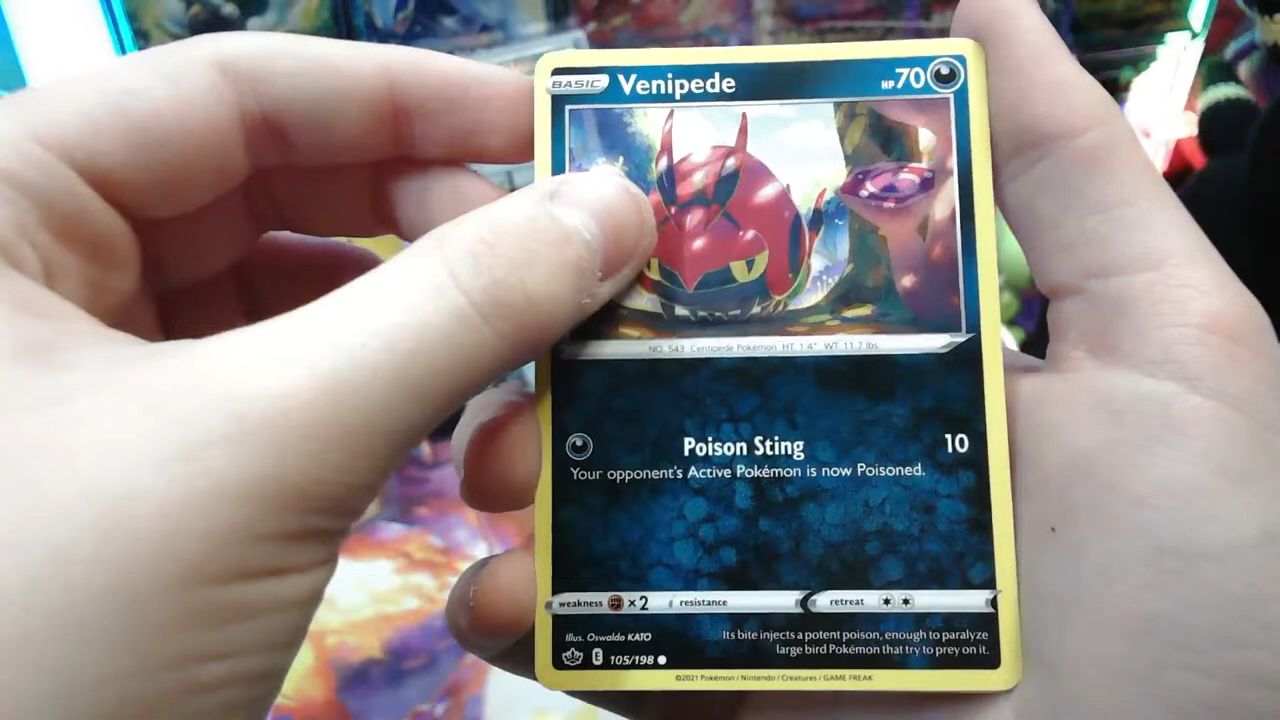 BASIC Venipede HP70
NO. 543 Centipede Pokémon HT 1'4" WT 11.7 lbs.
Poison Sting 10
Your opponent's Active Pokémon is now Poisoned.
weakness ×2 resistance retreat
Illus. Oswaldo KATO
Its bite injects a potent poison, enough to paralyze
large bird Pokémon that try to prey on it.
E 105/198
©2021 Pokémon / Nintendo / Creatures / GAME FREAK